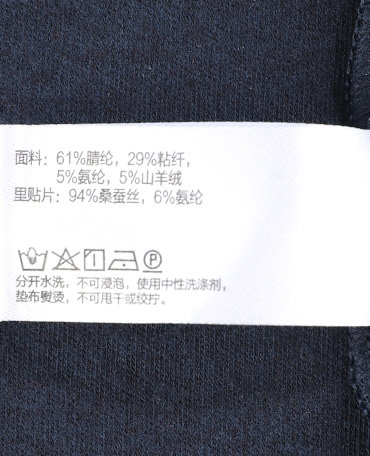 面料：61%腈纶，29%粘纤，
5%氨纶，5%山羊绒
里贴片：94%桑蚕丝，6%氨纶
P
分开水洗，不可浸泡，使用中性洗涤剂，
垫布熨烫，不可甩干或绞拧。